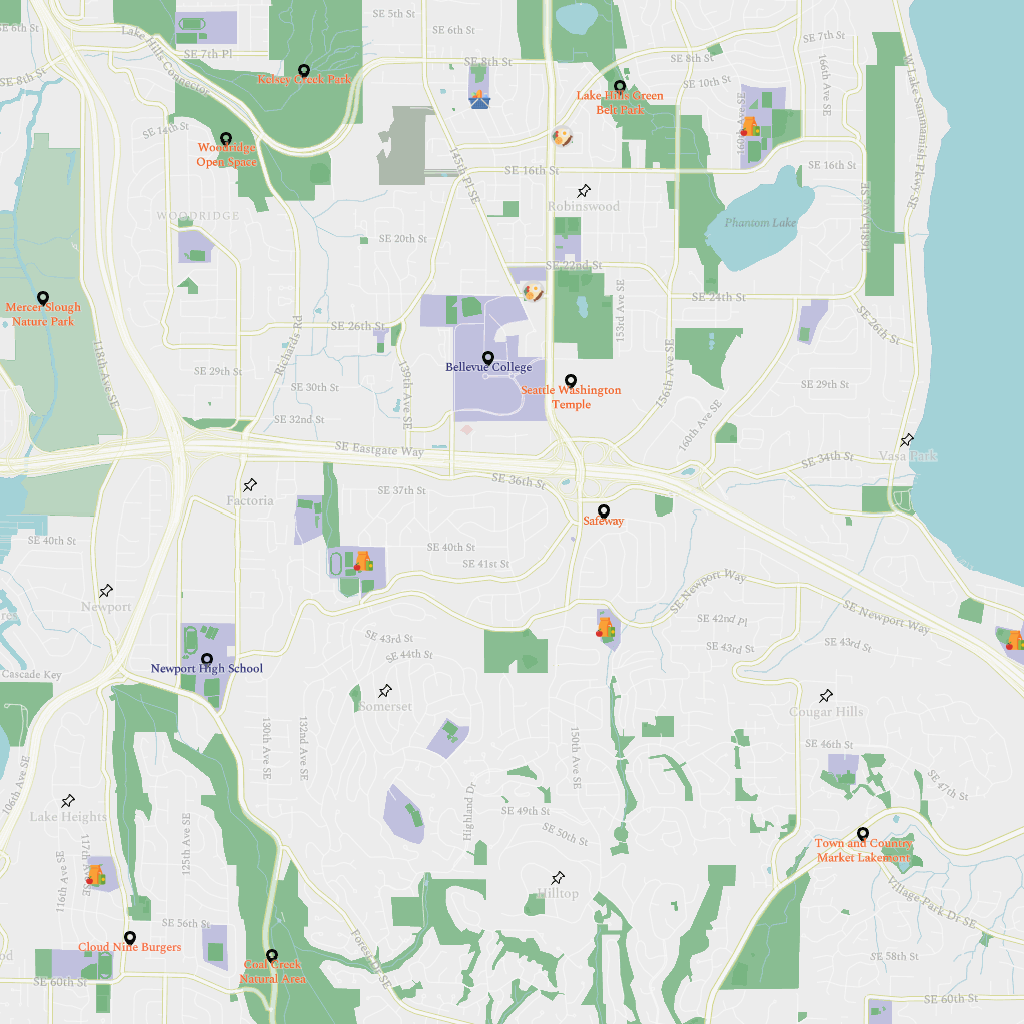 SE 5th St
SE 6th St
SE 6th St
Lake Hills Connector
SE 7th St
SE 7th Pl
SE 8th St
SE 8th St
SE 8th St
Kelsey Creek Park
SE 10th St
166th Ave SE
W Lake Sammamish Pkwy SE
Lake Hills Green
Belt Park
SE 14th St
Woodridge
Open Space
145th Pl SE
SE 16th St
SE 16th St
WOODRIDGE
Robinswood
168th Ave SE
Phantom Lake
SE 20th St
SE 22nd St
SE 24th St
Mercer Slough
Nature Park
153rd Ave SE
SE 26th St
SE 26th St
Richards Rd
118th Ave SE
139th Ave SE
Bellevue College
156th Ave SE
SE 29th St
SE 29th St
SE 30th St
Seattle Washington
Temple
SE 32nd St
160th Ave SE
SE Eastgate Way
SE 34th St
Vasa Park
SE 36th St
SE 37th St
Factoria
Safeway
SE 40th St
SE 40th St
SE 41st St
SE Newport Way
SE Newport Way
Newport
SE 42nd Pl
SE 43rd St
SE 43rd St
SE 44th St
Newport High School
Cascade Key
Somerset
Cougar Hills
130th Ave SE
132nd Ave SE
150th Ave SE
SE 46th St
SE 47th St
106th Ave SE
Lake Heights
Highland Dr
SE 49th St
SE 50th St
125th Ave SE
117th Ave SE
116th Ave SE
Town and Country
Market Lakemont
Hilltop
Village Park Dr SE
SE 56th St
Cloud Nine Burgers
Forest Dr SE
SE 58th St
Coal Creek
Natural Area
SE 60th St
SE 60th St